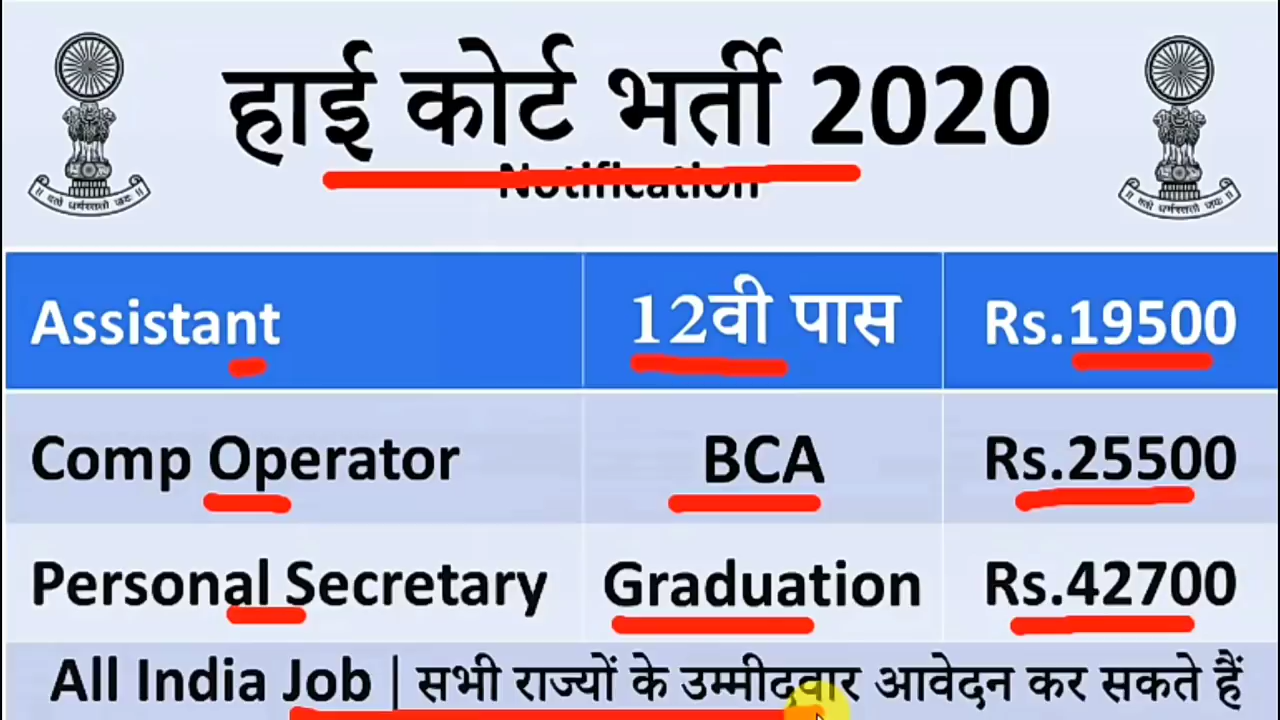 हाई कोर्ट भर्ती 2020
Notification
Assistant 12वी पास Rs.19500
Comp Operator BCA Rs.25500
Personal Secretary Graduation Rs.42700
All India Job | सभी राज्यों के उम्मीदवार आवेदन कर सकते हैं